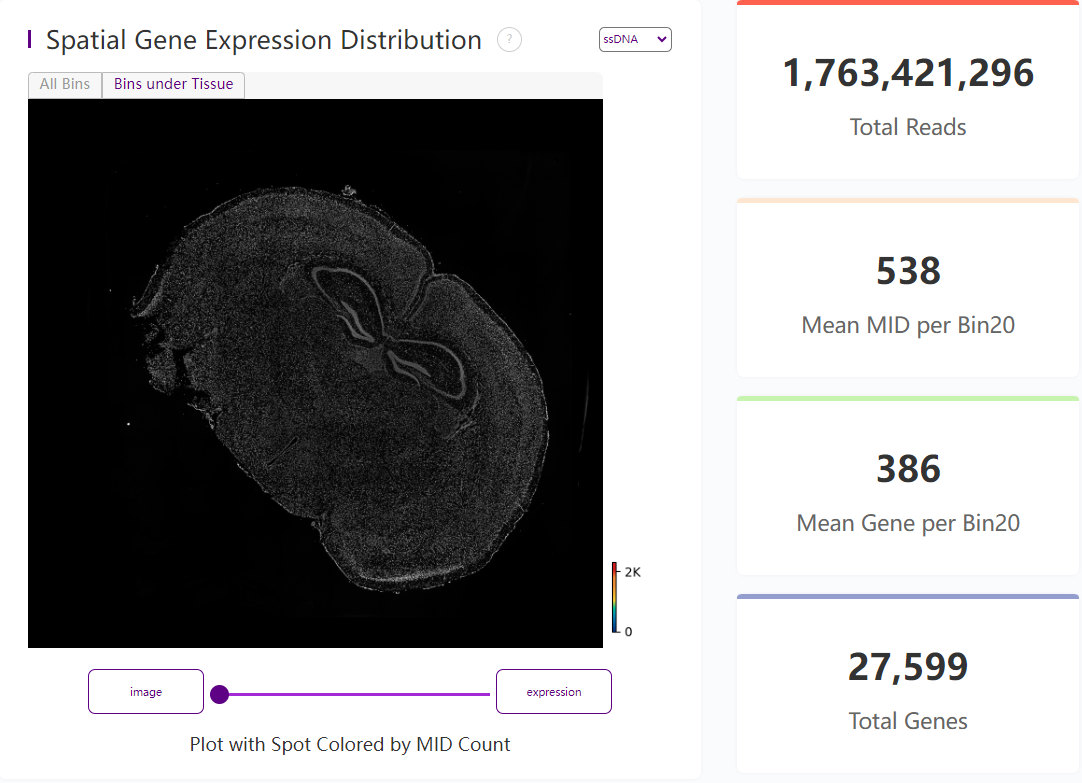 Spatial Gene Expression Distribution
?
ssDNA
All Bins
Bins under Tissue
2K
0
image
expression
Plot with Spot Colored by MID Count
1,763,421,296
Total Reads
538
Mean MID per Bin20
386
Mean Gene per Bin20
27,599
Total Genes